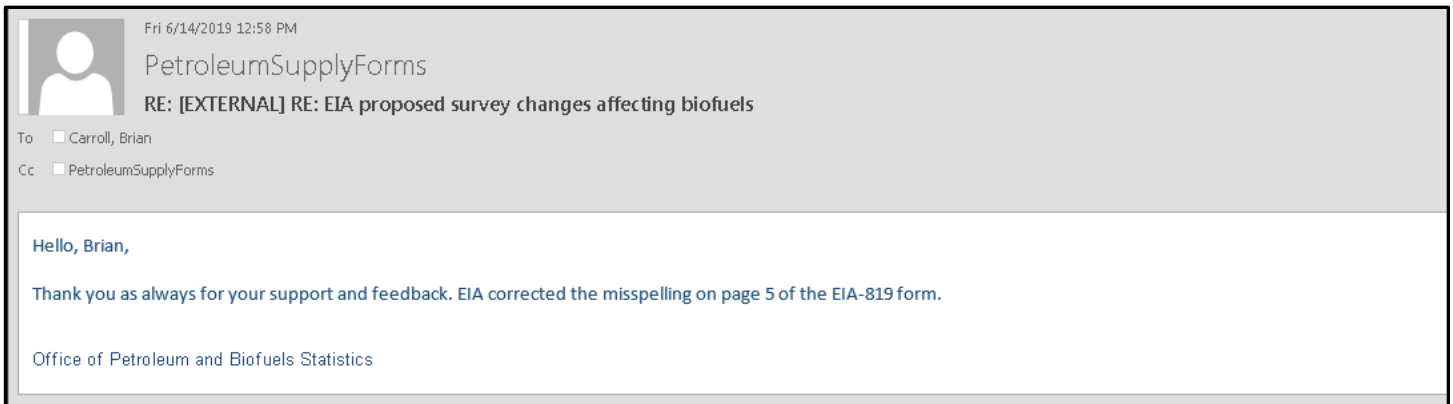 Fri 6/14/2019 12:58 PM
PetroleumSupplyForms
RE: [EXTERNAL] RE: EIA proposed survey changes affecting biofuels
To Carroll, Brian
Cc PetroleumSupplyForms
Hello, Brian,
Thank you as always for your support and feedback. EIA corrected the misspelling on page 5 of the EIA-819 form.
Office of Petroleum and Biofuels Statistics